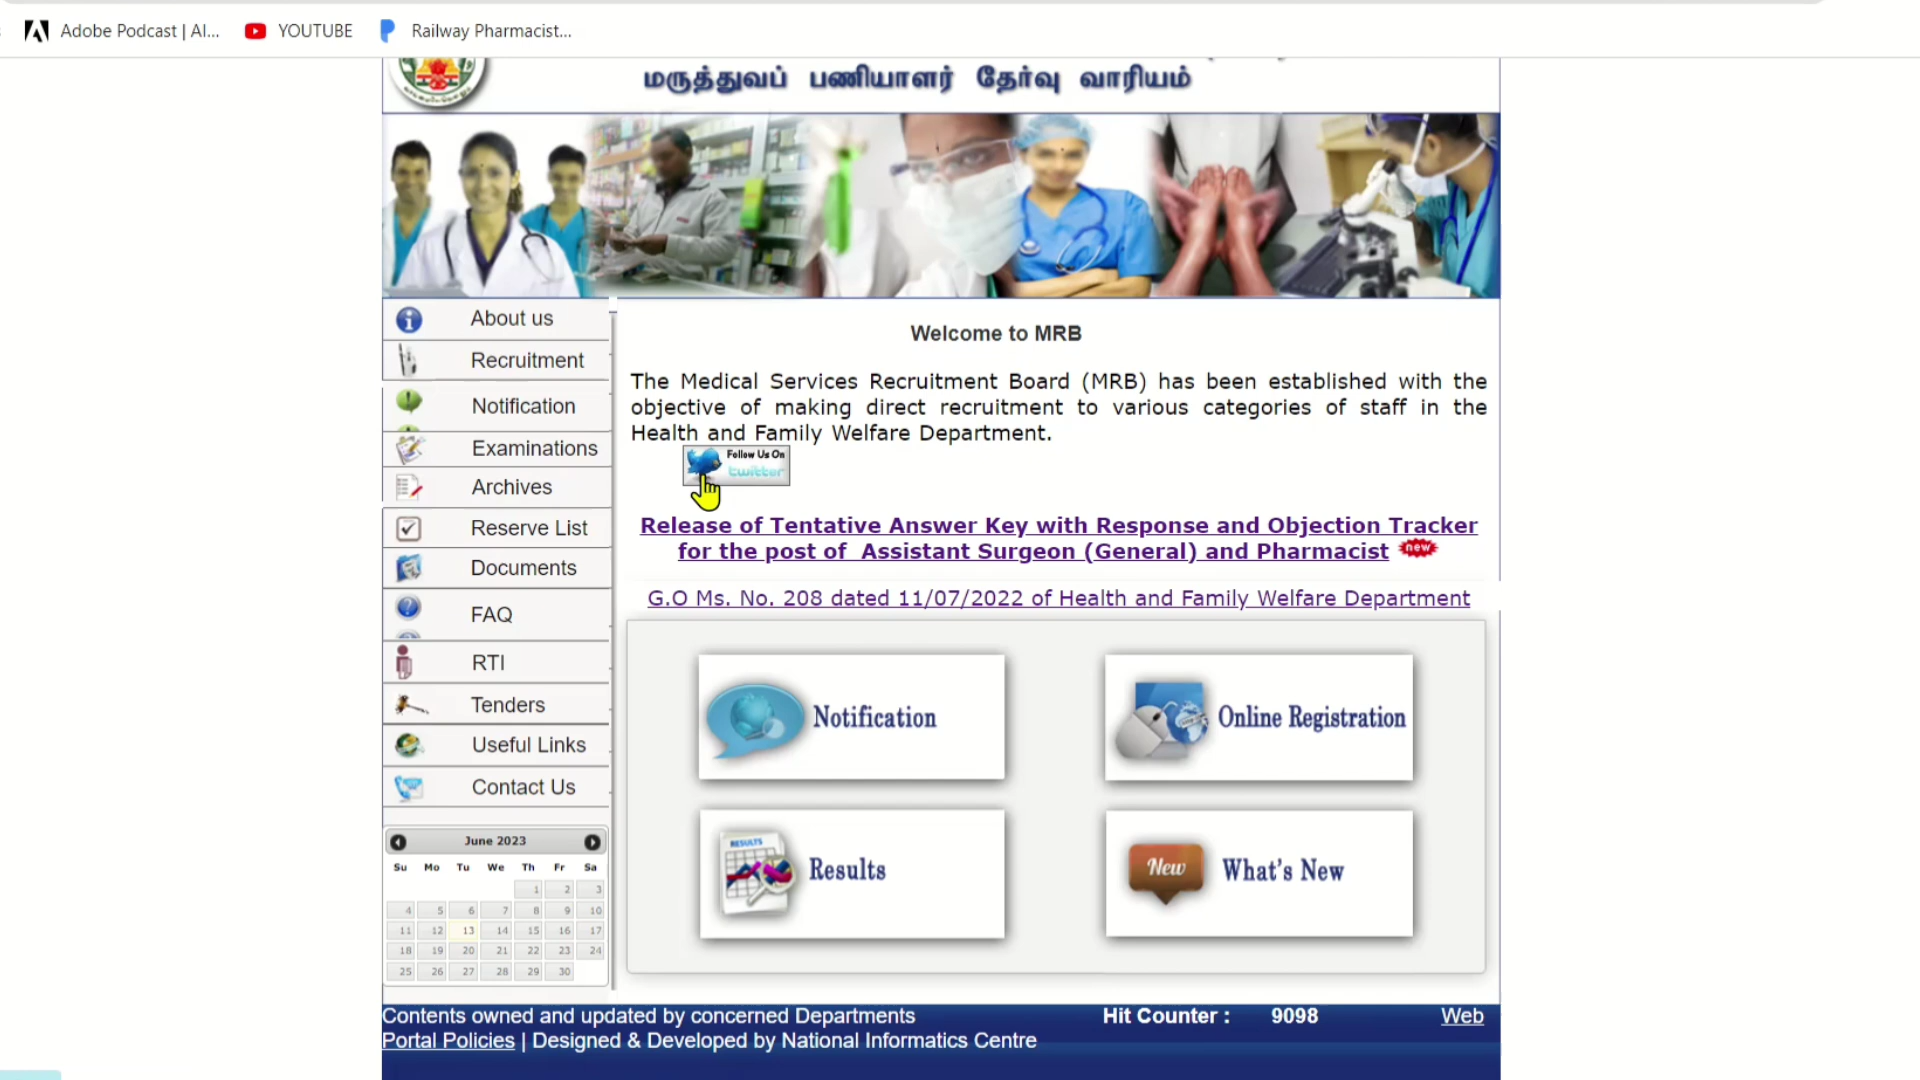 Adobe Podcast | AI...
YOUTUBE
Railway Pharmacist...
மருத்துவப் பணியாளர் தேர்வு வாரியம்
About us
Recruitment
Notification
Examinations
Archives
Reserve List
Documents
FAQ
RTI
Tenders
Useful Links
Contact Us
June 2023
Su Mo Tu We Th Fr Sa
1 2 3
4 5 6 7 8 9 10
11 12 13 14 15 16 17
18 19 20 21 22 23 24
25 26 27 28 29 30
Welcome to MRB
The Medical Services Recruitment Board (MRB) has been established with the
objective of making direct recruitment to various categories of staff in the
Health and Family Welfare Department.
Follow Us On
twitter
Release of Tentative Answer Key with Response and Objection Tracker
for the post of Assistant Surgeon (General) and Pharmacist new
G.O Ms. No. 208 dated 11/07/2022 of Health and Family Welfare Department
Notification
Online Registration
RESULTS
Results
New
What's New
Contents owned and updated by concerned Departments
Hit Counter : 9098
Web
Portal Policies | Designed & Developed by National Informatics Centre